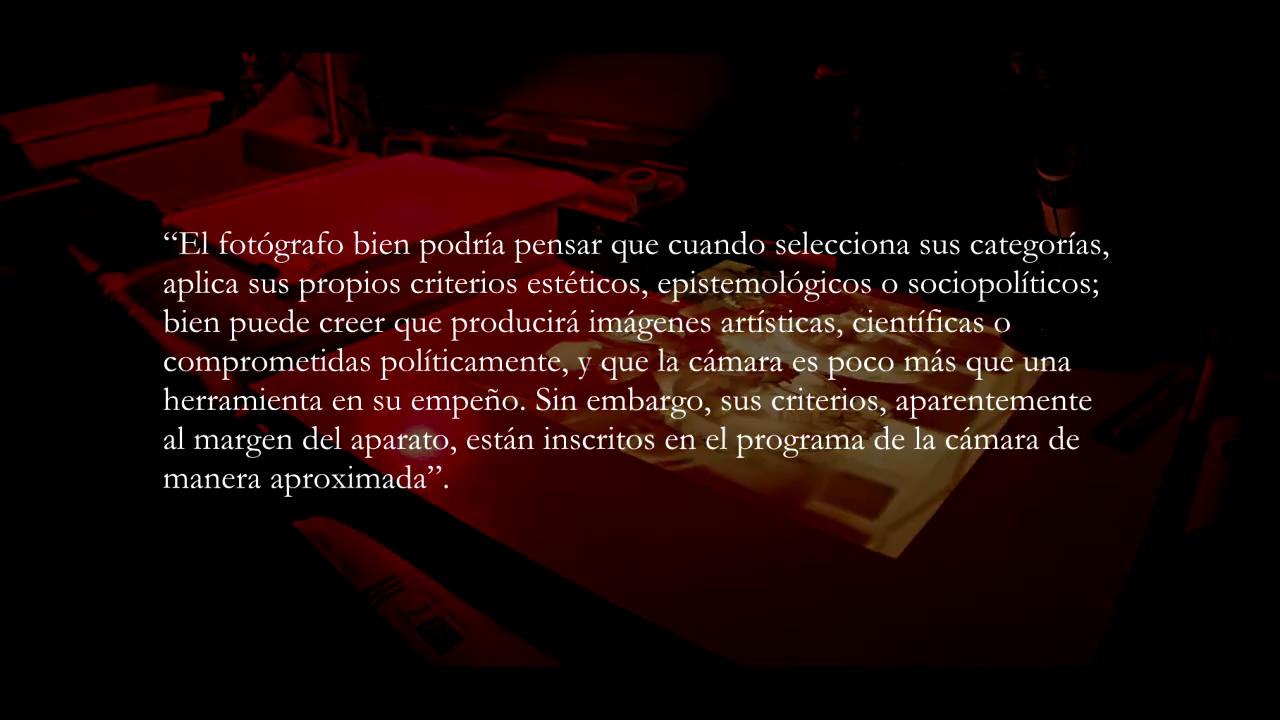 “El fotógrafo bien podría pensar que cuando selecciona sus categorías,
aplica sus propios criterios estéticos, epistemológicos o sociopolíticos;
bien puede creer que producirá imágenes artísticas, científicas o
comprometidas políticamente, y que la cámara es poco más que una
herramienta en su empeño. Sin embargo, sus criterios, aparentemente
al margen del aparato, están inscritos en el programa de la cámara de
manera aproximada”.